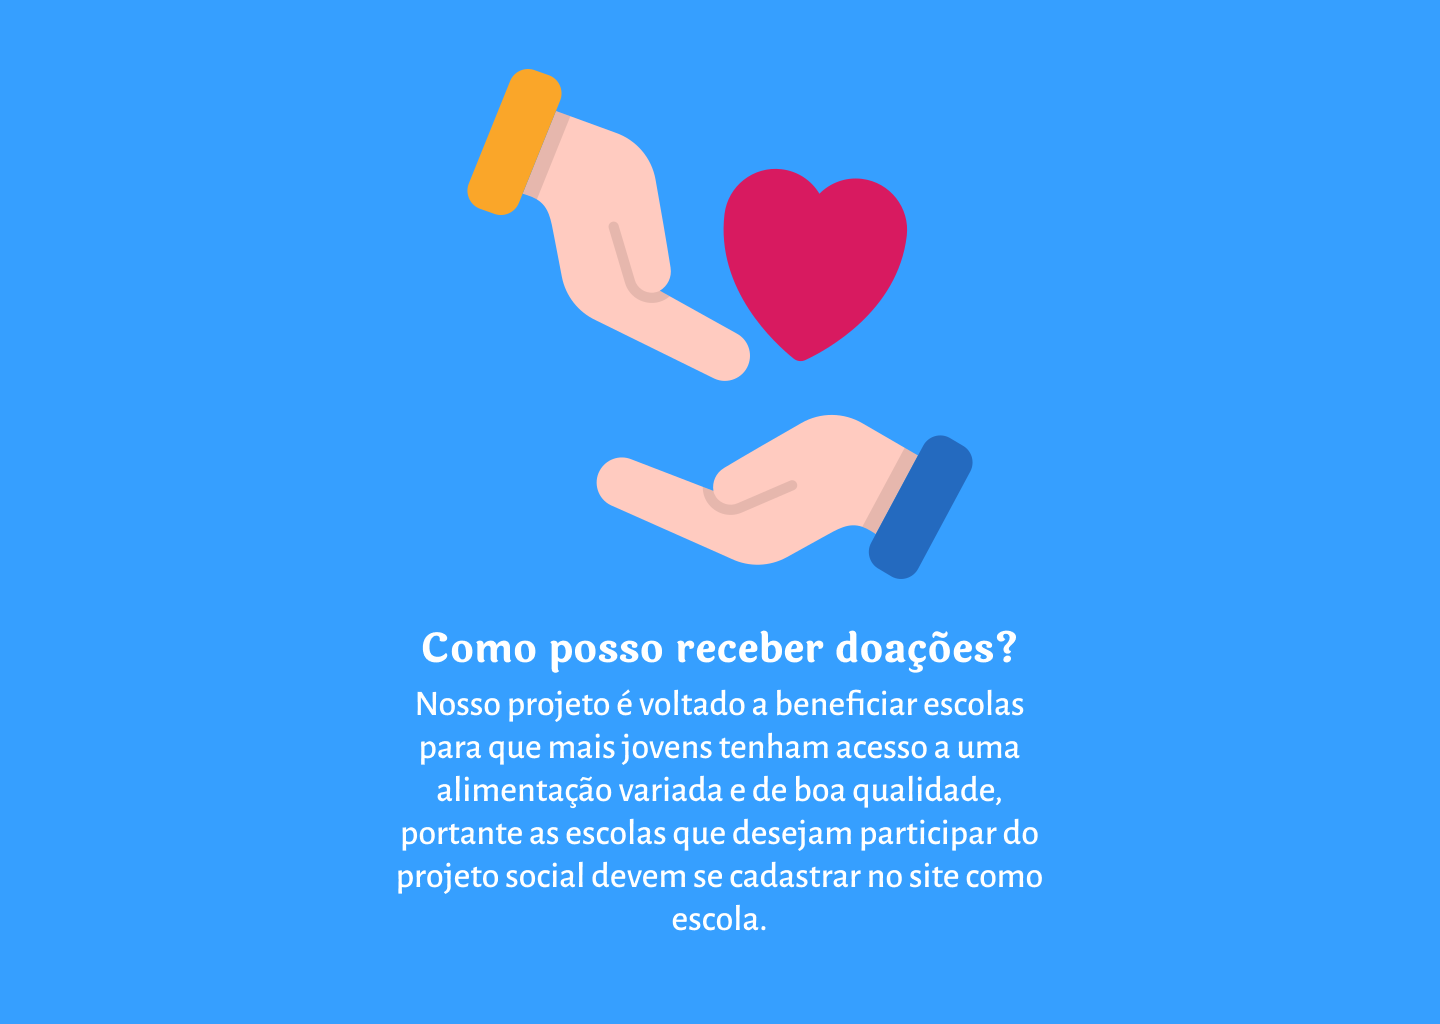 Como posso receber doações?
Nosso projeto é voltado a beneficiar escolas
para que mais jovens tenham acesso a uma
alimentação variada e de boa qualidade,
portante as escolas que desejam participar do
projeto social devem se cadastrar no site como
escola.